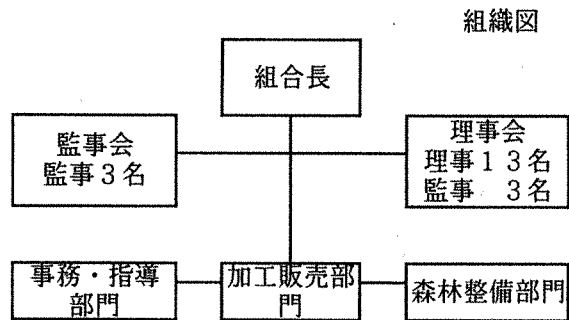 組織図
組合長
監事会
監事３名
理事会
理事１３名
監事　３名
事務・指導
部門
加工販売部
門
森林整備部門